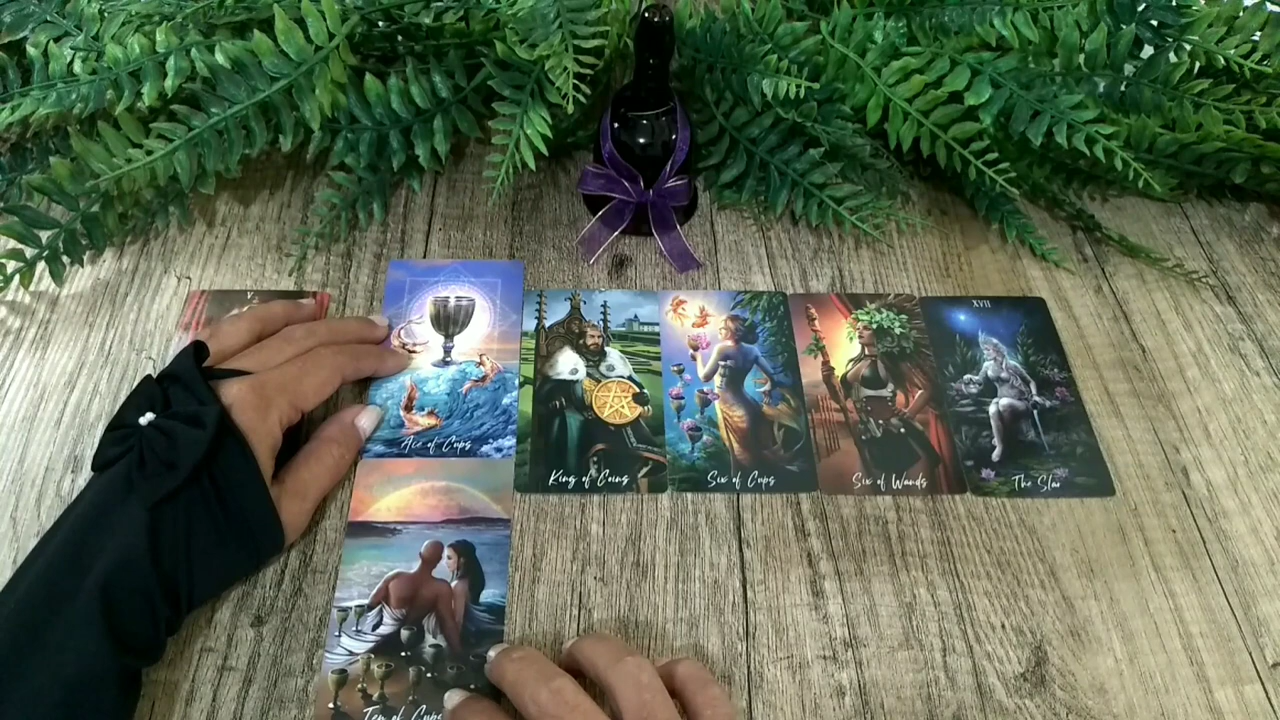 V
XVII
Ace of Cups
King of Coins
Six of Cups
Six of Wands
The Star
Ten of Cups